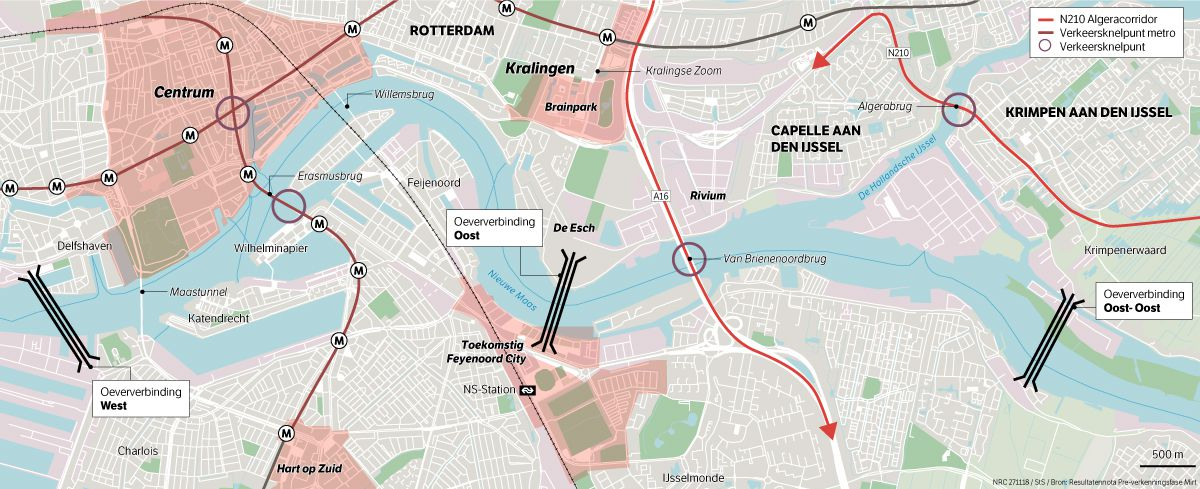 M
M
ROTTERDAM
M
M
N210 Algeracorridor
Verkeersknelpunt metro
Verkeersknelpunt
M
Kralingen
Kralingse Zoom
N210
Centrum
Willemsbrug
Brainpark
Algerabrug
KRIMPEN AAN DEN IJSSEL
M
CAPELLE AAN
DEN IJSSEL
De Hollandsche IJssel
M
M
M
M
Erasmusbrug
Feijenoord
A16
Rivium
M
Oeververbinding
Oost
De Esch
Delfshaven
Wilhelminapier
Krimpenerwaard
M
Van Brienenoordbrug
Nieuwe Maas
Maastunnel
Katendrecht
Oeververbinding
Oost- Oost
M
Toekomstig
Feyenoord City
NS-Station
Oeververbinding
West
M
Charlois
Hart op Zuid
IJsselmonde
500 m
NRC 271118 / StS / Bron: Resultatennota Pre-verkenningsfase Mirt